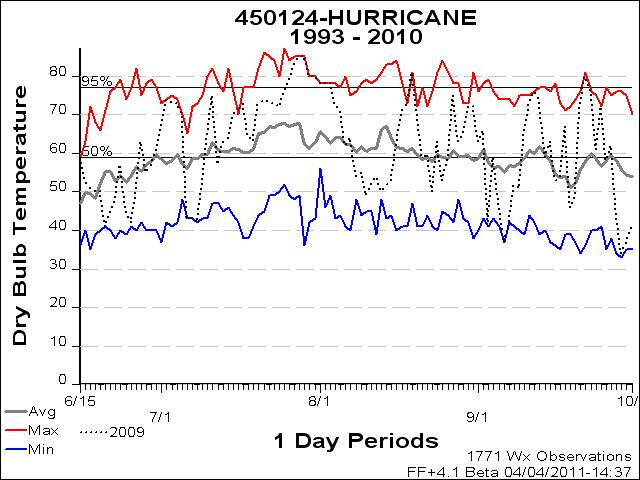 450124-HURRICANE
1993 - 2010
Dry Bulb Temperature
80
70
60
50
40
30
20
10
0
95%
60%
6/15
7/1
8/1
9/1
10/
Avg
Max
2009
Min
1 Day Periods
1771 Wx Observations
FF+4.1 Beta 04/04/2011-14:37